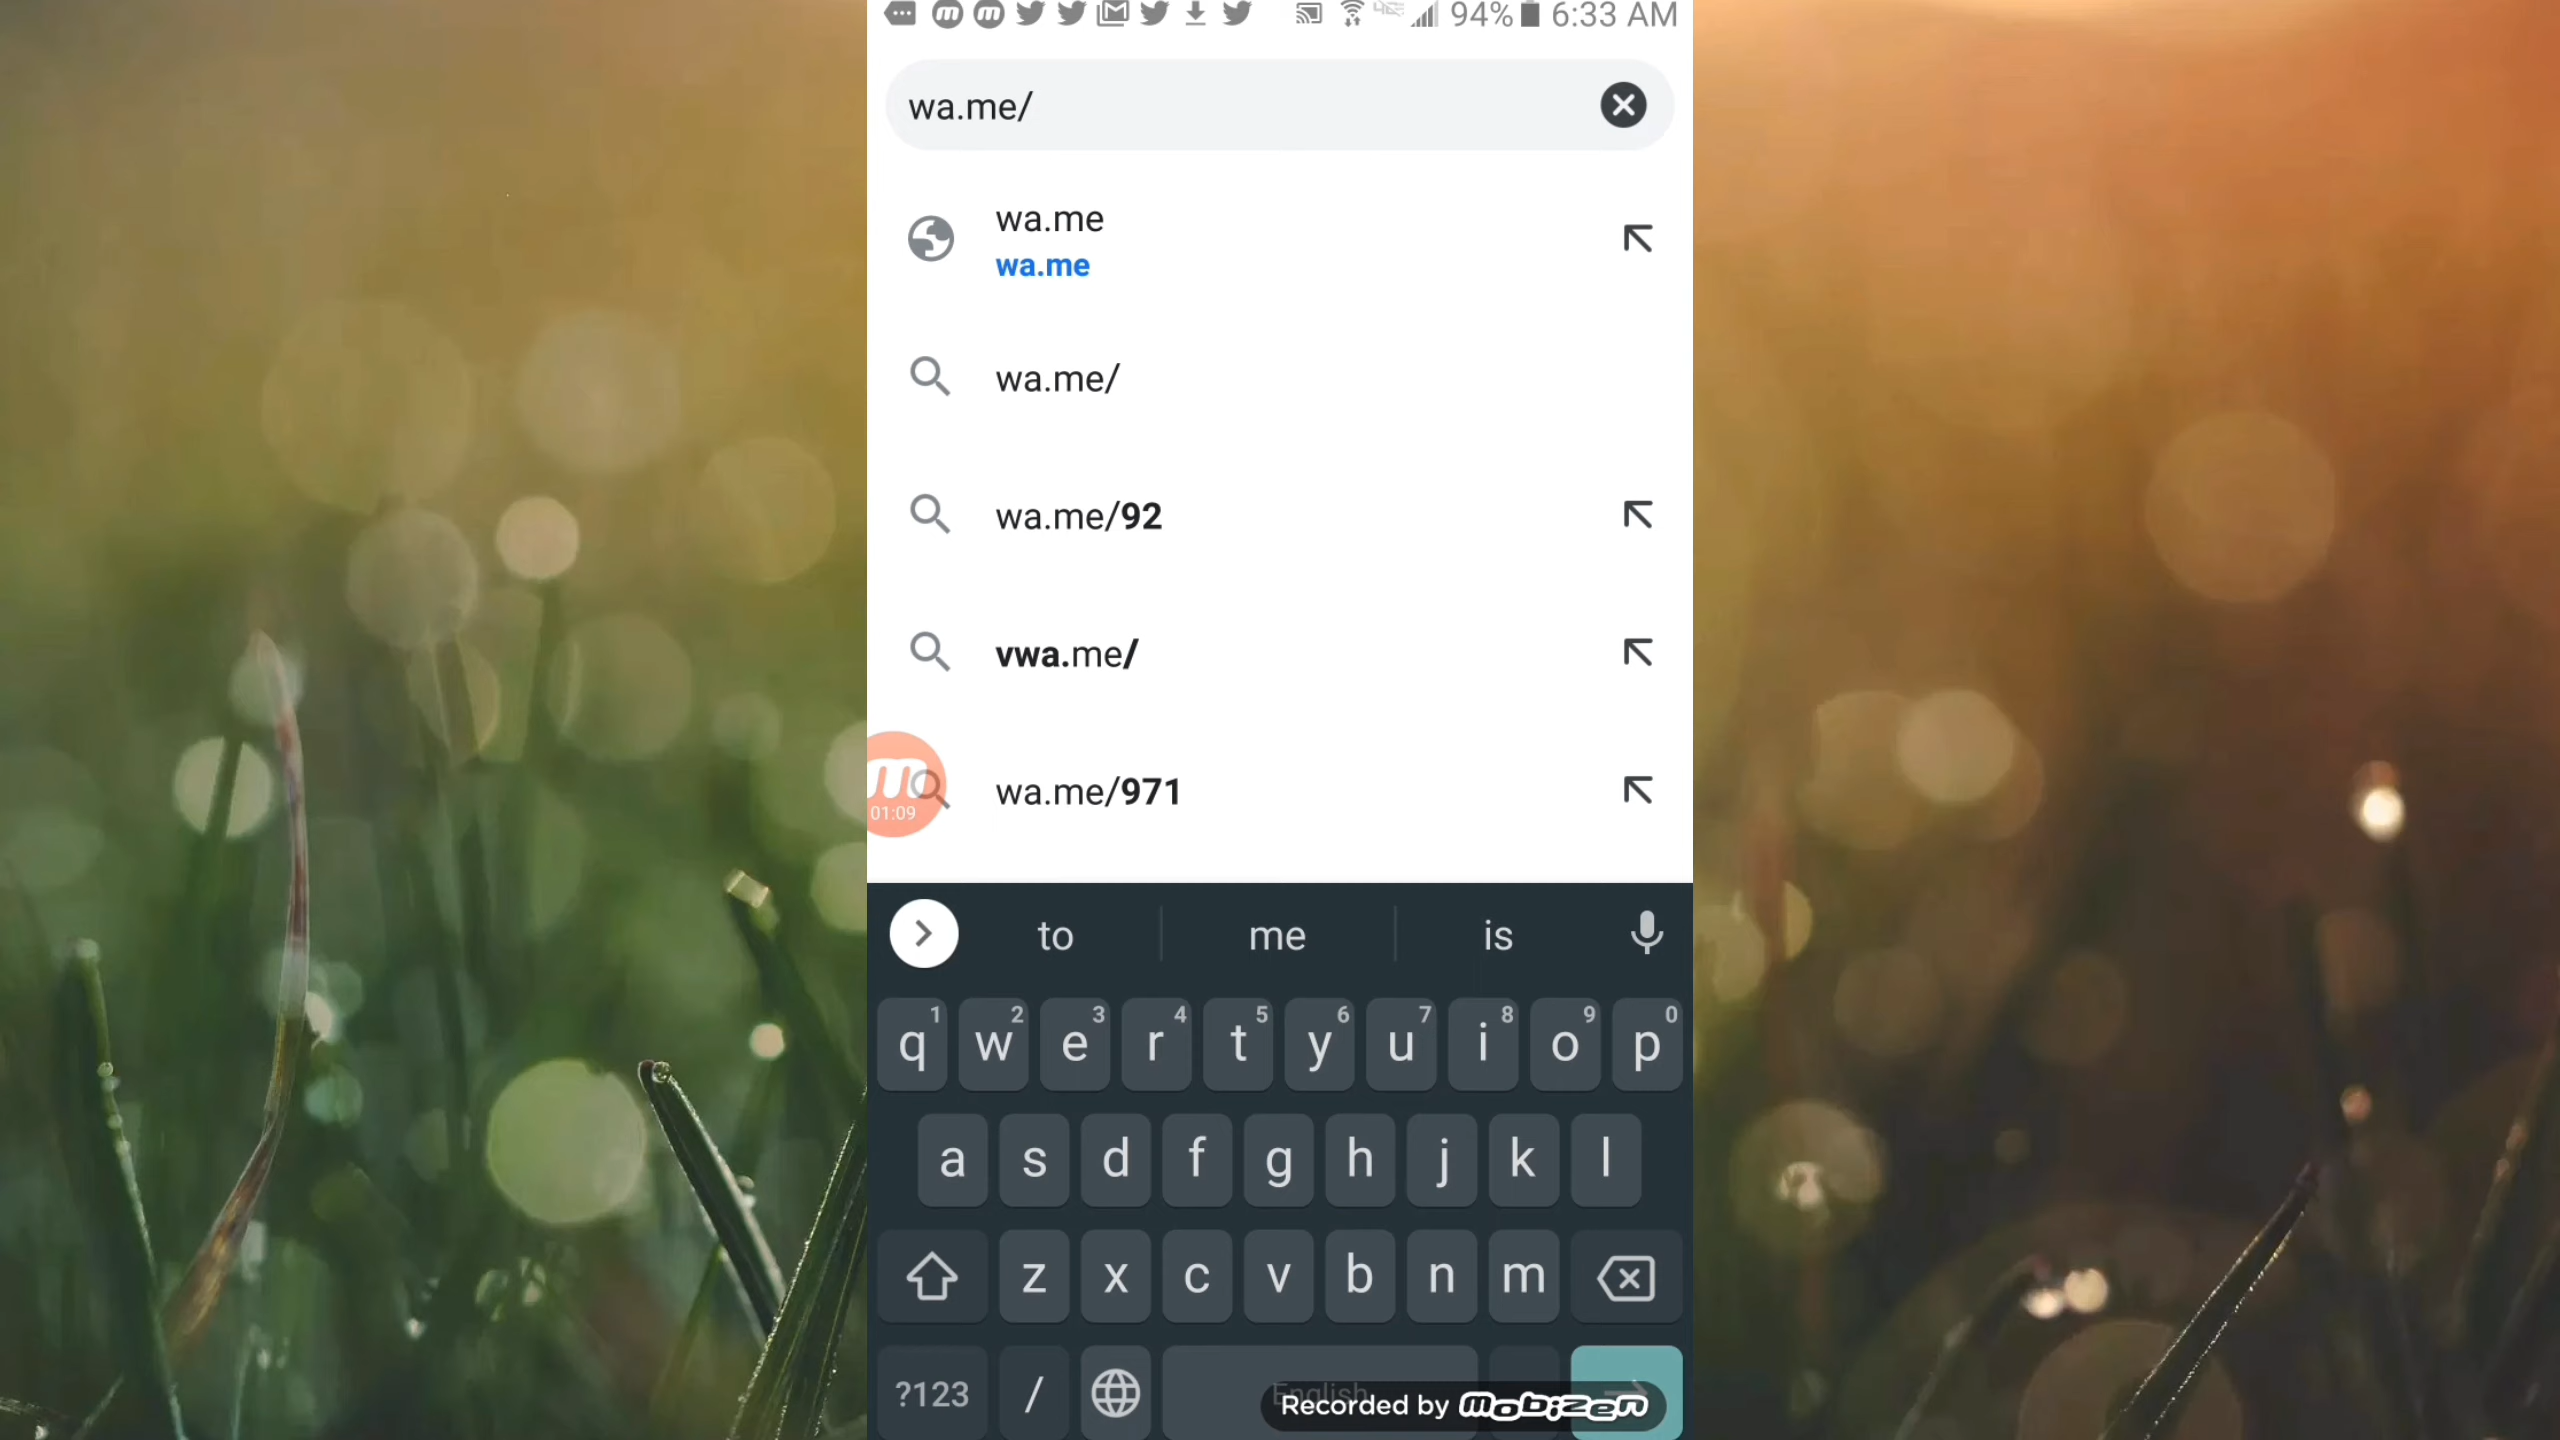 94% 6:33 AM
wa.me/
wa.me
wa.me
wa.me/
wa.me/92
vwa.me/
wa.me/971
01:09
to me is
1 2 3 4 5 6 7 8 9 0
q w e r t y u i o p
a s d f g h j k l
z x c v b n m
?123 / English
Recorded by mobizen